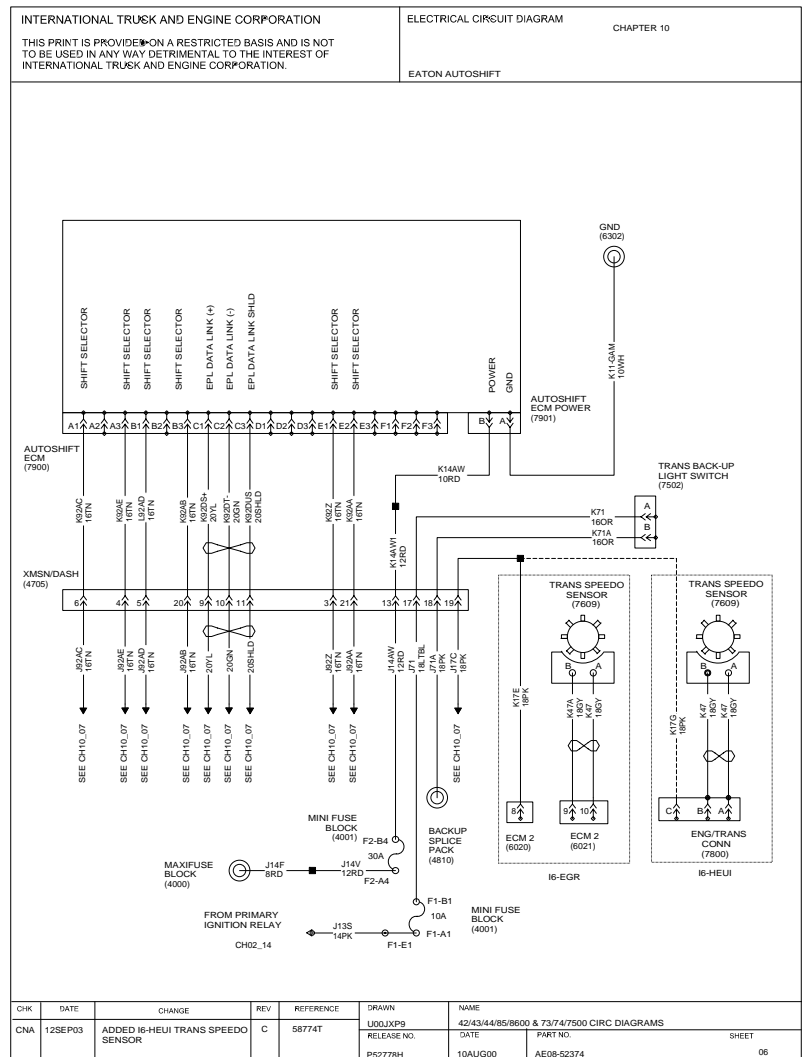 INTERNATIONAL TRUCK AND ENGINE CORPORATION
THIS PRINT IS PROVIDED ON A RESTRICTED BASIS AND IS NOT
TO BE USED IN ANY WAY DETRIMENTAL TO THE INTEREST OF
INTERNATIONAL TRUCK AND ENGINE CORPORATION.
ELECTRICAL CIRCUIT DIAGRAM
CHAPTER 10
EATON AUTOSHIFT
GND
(6302)
K11-GAM
10WH
SHIFT SELECTOR
SHIFT SELECTOR
SHIFT SELECTOR
SHIFT SELECTOR
EPL DATA LINK (+)
EPL DATA LINK (-)
EPL DATA LINK SHLD
SHIFT SELECTOR
SHIFT SELECTOR
POWER
GND
A1 A2 A3 B1 B2 B3 C1 C2 C3 D1 D2 D3 E1 E2 E3 F1 F2 F3
B A
AUTOSHIFT
ECM POWER
(7901)
AUTOSHIFT
ECM
(7900)
K92AC
16TN
K92AE
16TN
L92AD
16TN
K92AB
16TN
K92DS+
20YL
K92DT-
20GN
K92DUS
20SHLD
K92Z
16TN
K92AA
16TN
K14AW
10RD
K14AW1
12RD
TRANS BACK-UP
LIGHT SWITCH
(7502)
A
B
K71
16OR
K71A
16OR
XMSN/DASH
(4705)
6 4 5 20 9 10 11 3 21 13 17 18 19
J92AC
16TN
J92AE
16TN
J92AD
16TN
J92AB
16TN
20YL
20GN
20SHLD
J92Z
16TN
J92AA
16TN
J14AW
12RD
J71
18LTBL
J71A
18PK
J17C
18PK
SEE CH10_07
SEE CH10_07
SEE CH10_07
SEE CH10_07
SEE CH10_07
SEE CH10_07
SEE CH10_07
SEE CH10_07
SEE CH10_07
SEE CH10_07
TRANS SPEEDO
SENSOR
(7609)
B A
K17E
18PK
K47A
18GY
K47
18GY
8
ECM 2
(6020)
9 10
ECM 2
(6021)
I6-EGR
TRANS SPEEDO
SENSOR
(7609)
B A
K17G
18PK
K47
18GY
K47
18GY
C B A
ENG/TRANS
CONN
(7800)
I6-HEUI
MINI FUSE
BLOCK
(4001)
F2-B4
30A
F2-A4
BACKUP
SPLICE
PACK
(4810)
MAXIFUSE
BLOCK
(4000)
J14F
8RD
J14V
12RD
F1-B1
10A
F1-A1
MINI FUSE
BLOCK
(4001)
FROM PRIMARY
IGNITION RELAY
CH02_14
J13S
14PK
F1-E1
CHK DATE CHANGE REV REFERENCE DRAWN NAME
CNA 12SEP03 ADDED I6-HEUI TRANS SPEEDO SENSOR C 58774T U00JXP9 42/43/44/85/8600 & 73/74/7500 CIRC DIAGRAMS
RELEASE NO. DATE PART NO. SHEET
P52778H 10AUG00 AE08-52374 06